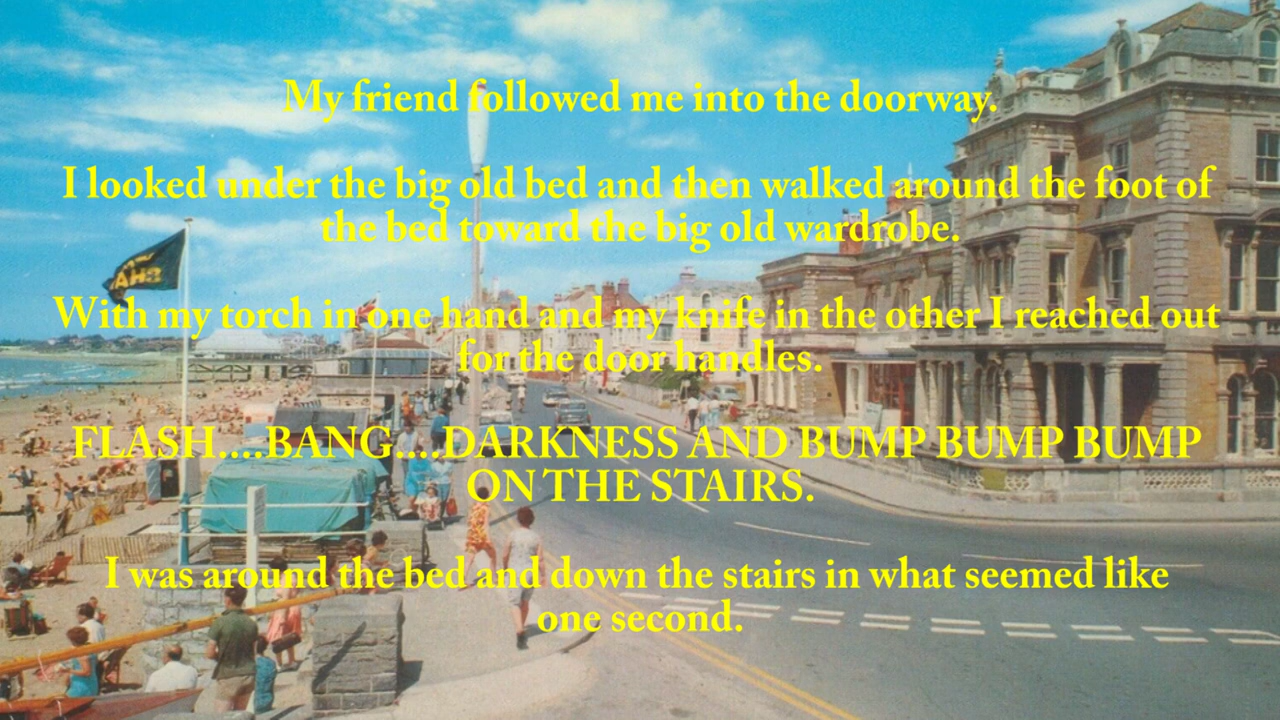 My friend followed me into the doorway.
I looked under the big old bed and then walked around the foot of
the bed toward the big old wardrobe.
With my torch in one hand and my knife in the other I reached out
for the door handles.
FLASH....BANG....DARKNESS AND BUMP BUMP BUMP
ON THE STAIRS.
I was around the bed and down the stairs in what seemed like
one second.